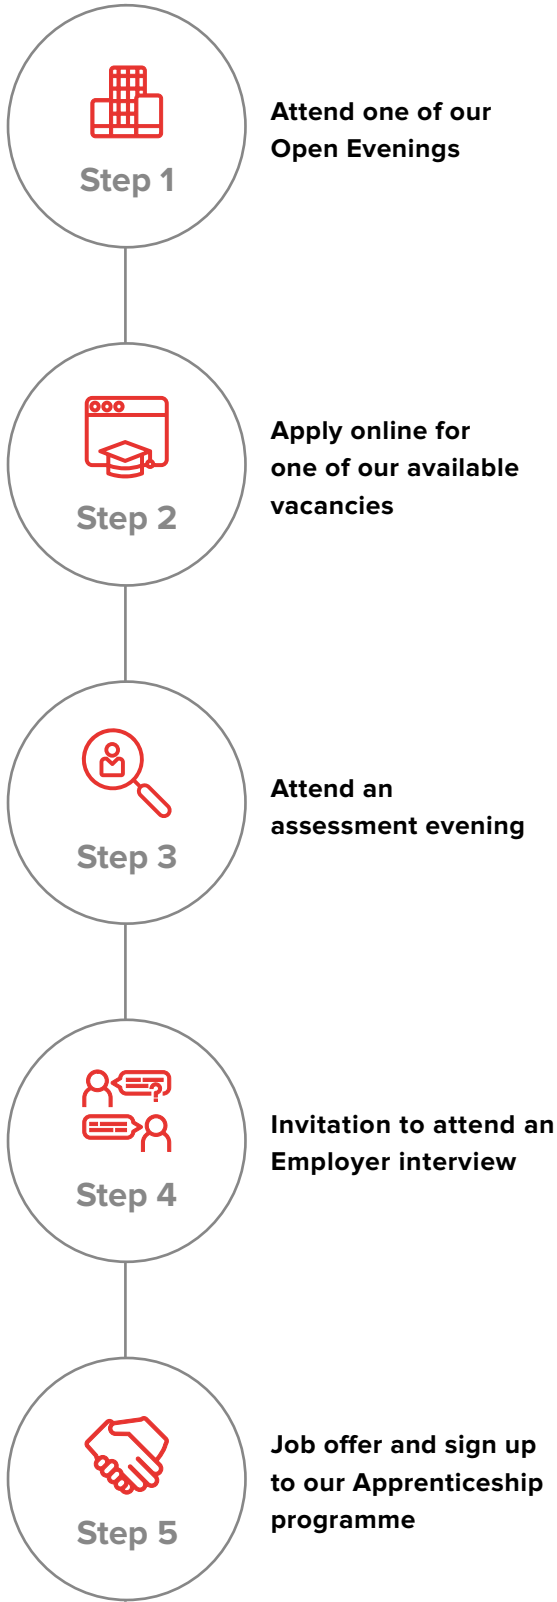 Step 1
Attend one of our
Open Evenings
Step 2
Apply online for
one of our available
vacancies
Step 3
Attend an
assessment evening
Step 4
Invitation to attend an
Employer interview
Step 5
Job offer and sign up
to our Apprenticeship
programme